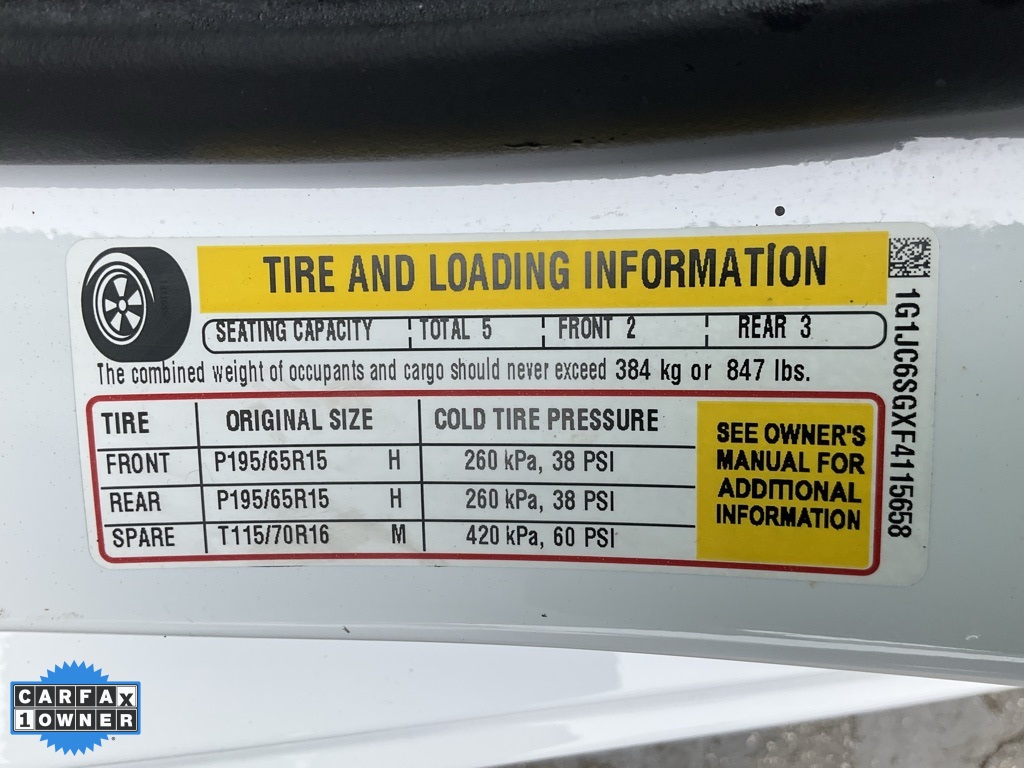 TIRE AND LOADING INFORMATION
SEATING CAPACITY TOTAL 5 FRONT 2 REAR 3
The combined weight of occupants and cargo should never exceed 384 kg or 847 lbs.
TIRE ORIGINAL SIZE COLD TIRE PRESSURE
FRONT P195/65R15 H 260 kPa, 38 PSI
REAR P195/65R15 H 260 kPa, 38 PSI
SPARE T115/70R16 M 420 kPa, 60 PSI
SEE OWNER'S
MANUAL FOR
ADDITIONAL
INFORMATION
1G1JC6SGXF4115658
CARFAX
1 OWNER